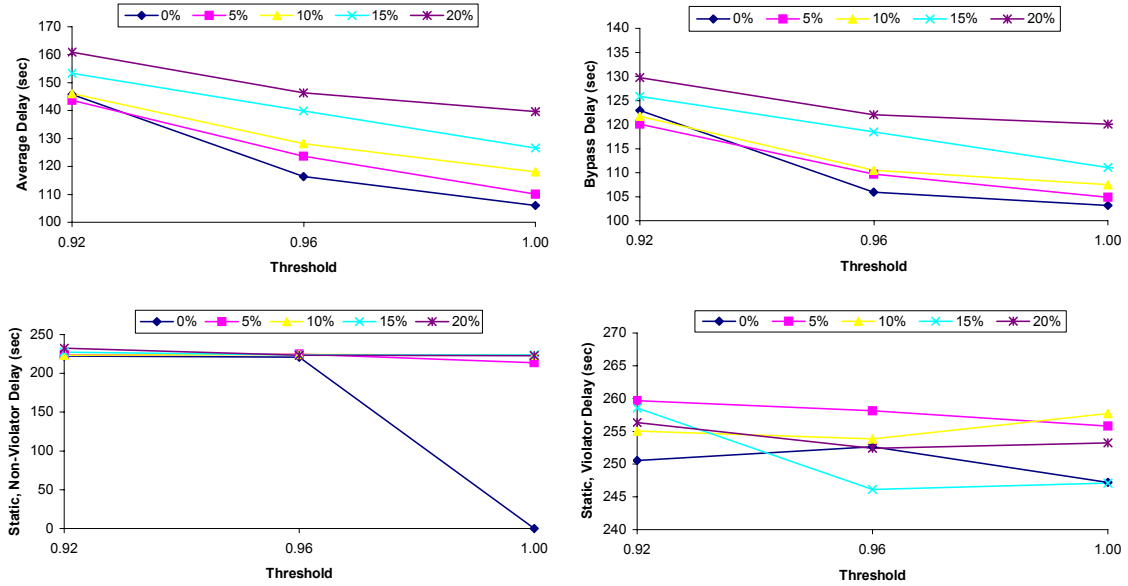 0% 5% 10% 15% 20%
Average Delay (sec)
170
160
150
140
130
120
110
100
0.92 0.96 1.00
Threshold
0% 5% 10% 15% 20%
Bypass Delay (sec)
140
135
130
125
120
115
110
105
100
0.92 0.96 1.00
Threshold
0% 5% 10% 15% 20%
Static, Non-Violator Delay (sec)
250
200
150
100
50
0
0.92 0.96 1.00
Threshold
0% 5% 10% 15% 20%
Static, Violator Delay (sec)
270
265
260
255
250
245
240
0.92 0.96 1.00
Threshold